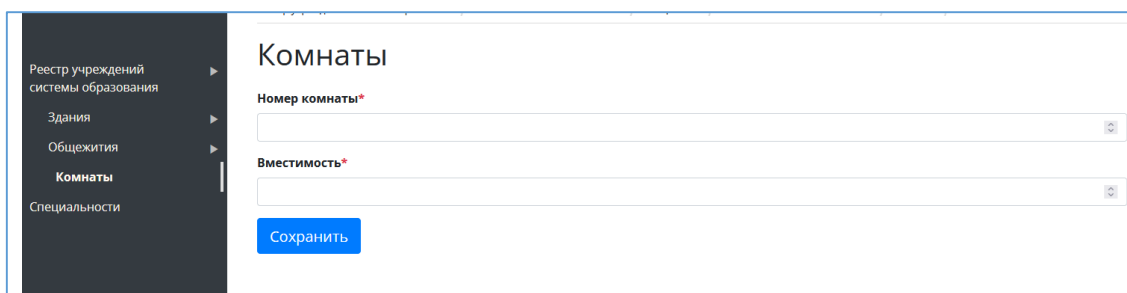 Комнаты
Реестр учреждений
системы образования
Здания
Общежития
Комнаты
Специальности
Номер комнаты*
Вместимость*
Сохранить